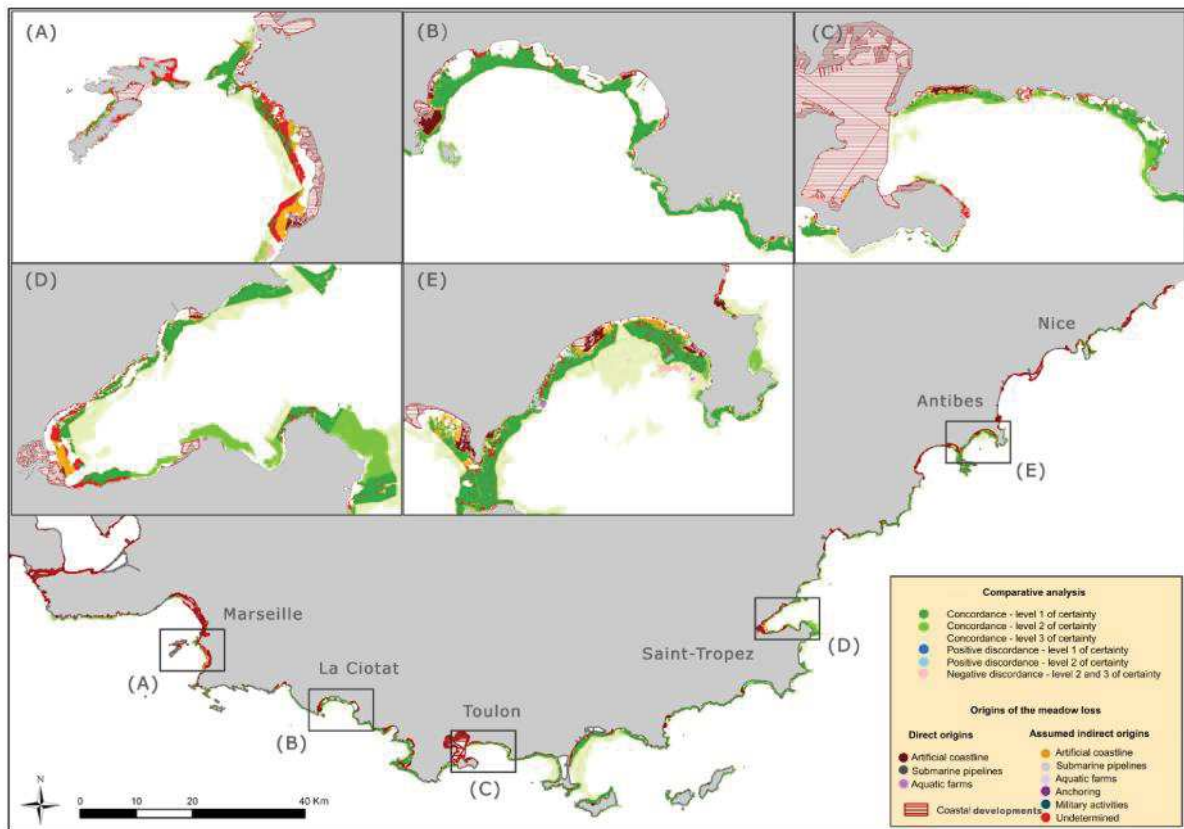 (A)
(B)
(C)
(D)
(E)
Nice
Antibes
(E)
Marseille
(A)
La Ciotat
(B)
Toulon
(C)
Saint-Tropez
(D)
N
0 10 20 40 Km
Comparative analysis
Concordance - level 1 of certainty
Concordance - level 2 of certainty
Concordance - level 3 of certainty
Positive discordance - level 1 of certainty
Positive discordance - level 2 of certainty
Negative discordance - level 2 and 3 of certainty
Origins of the meadow loss
Direct origins
Artificial coastline
Submarine pipelines
Aquatic farms
Coastal developments
Assumed indirect origins
Artificial coastline
Submarine pipelines
Aquatic farms
Anchoring
Military activities
Undetermined